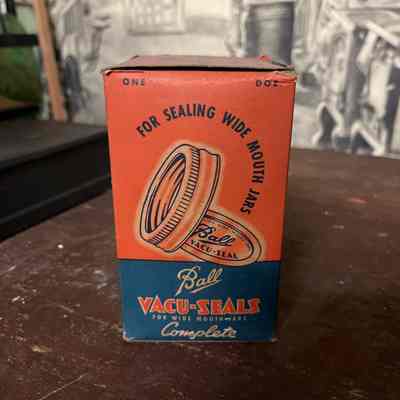 ONE DOZ.
FOR SEALING WIDE MOUTH JARS
Ball
VACU-SEAL
Ball
VACU-SEALS
FOR WIDE MOUTH JARS
Complete